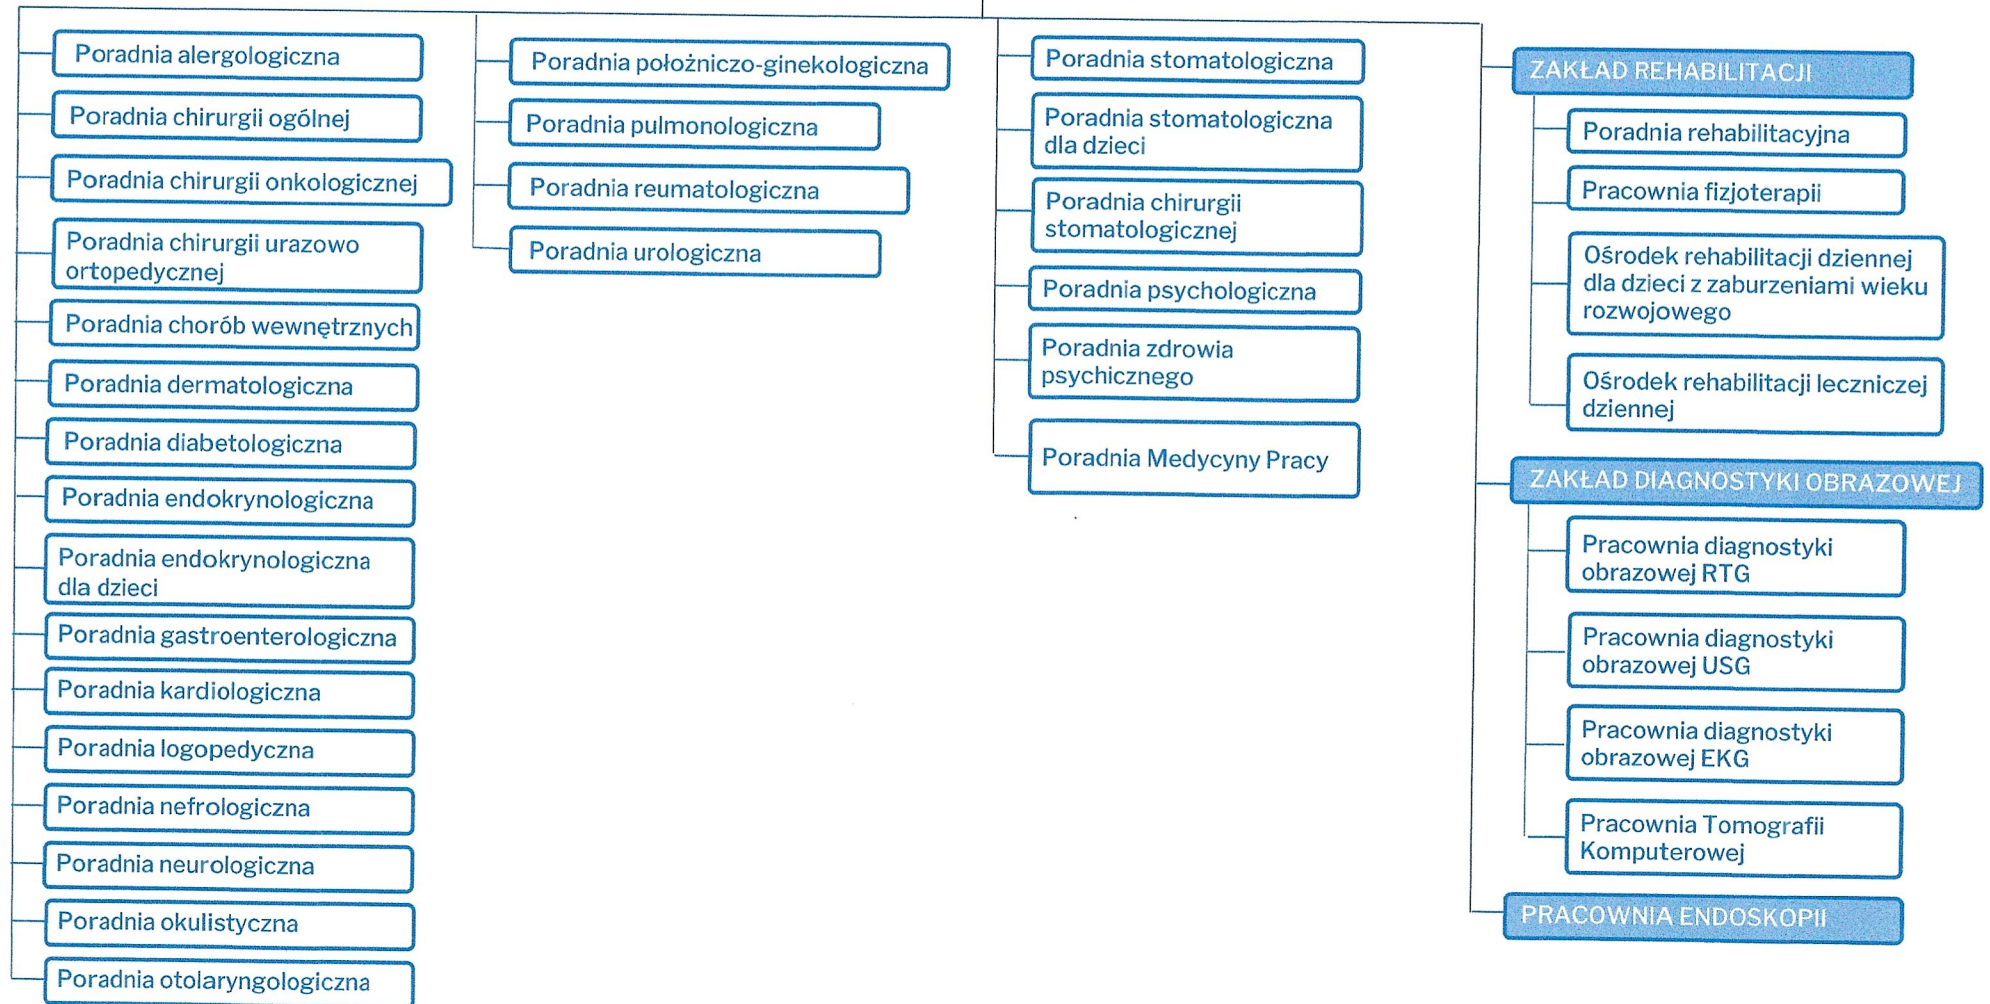 Poradnia alergologiczna
Poradnia chirurgii ogólnej
Poradnia chirurgii onkologicznej
Poradnia chirurgii urazowo
ortopedycznej
Poradnia chorób wewnętrznych
Poradnia dermatologiczna
Poradnia diabetologiczna
Poradnia endokrynologiczna
Poradnia endokrynologiczna
dla dzieci
Poradnia gastroenterologiczna
Poradnia kardiologiczna
Poradnia logopedyczna
Poradnia nefrologiczna
Poradnia neurologiczna
Poradnia okulistyczna
Poradnia otolaryngologiczna
Poradnia położniczo-ginekologiczna
Poradnia pulmonologiczna
Poradnia reumatologiczna
Poradnia urologiczna
Poradnia stomatologiczna
Poradnia stomatologiczna
dla dzieci
Poradnia chirurgii
stomatologicznej
Poradnia psychologiczna
Poradnia zdrowia
psychicznego
Poradnia Medycyny Pracy
ZAKŁAD REHABILITACJI
Poradnia rehabilitacyjna
Pracownia fizjoterapii
Ośrodek rehabilitacji dziennej
dla dzieci z zaburzeniami wieku
rozwojowego
Ośrodek rehabilitacji leczniczej
dziennej
ZAKŁAD DIAGNOSTYKI OBRAZOWEJ
Pracownia diagnostyki
obrazowej RTG
Pracownia diagnostyki
obrazowej USG
Pracownia diagnostyki
obrazowej EKG
Pracownia Tomografii
Komputerowej
PRACOWNIA ENDOSKOPII